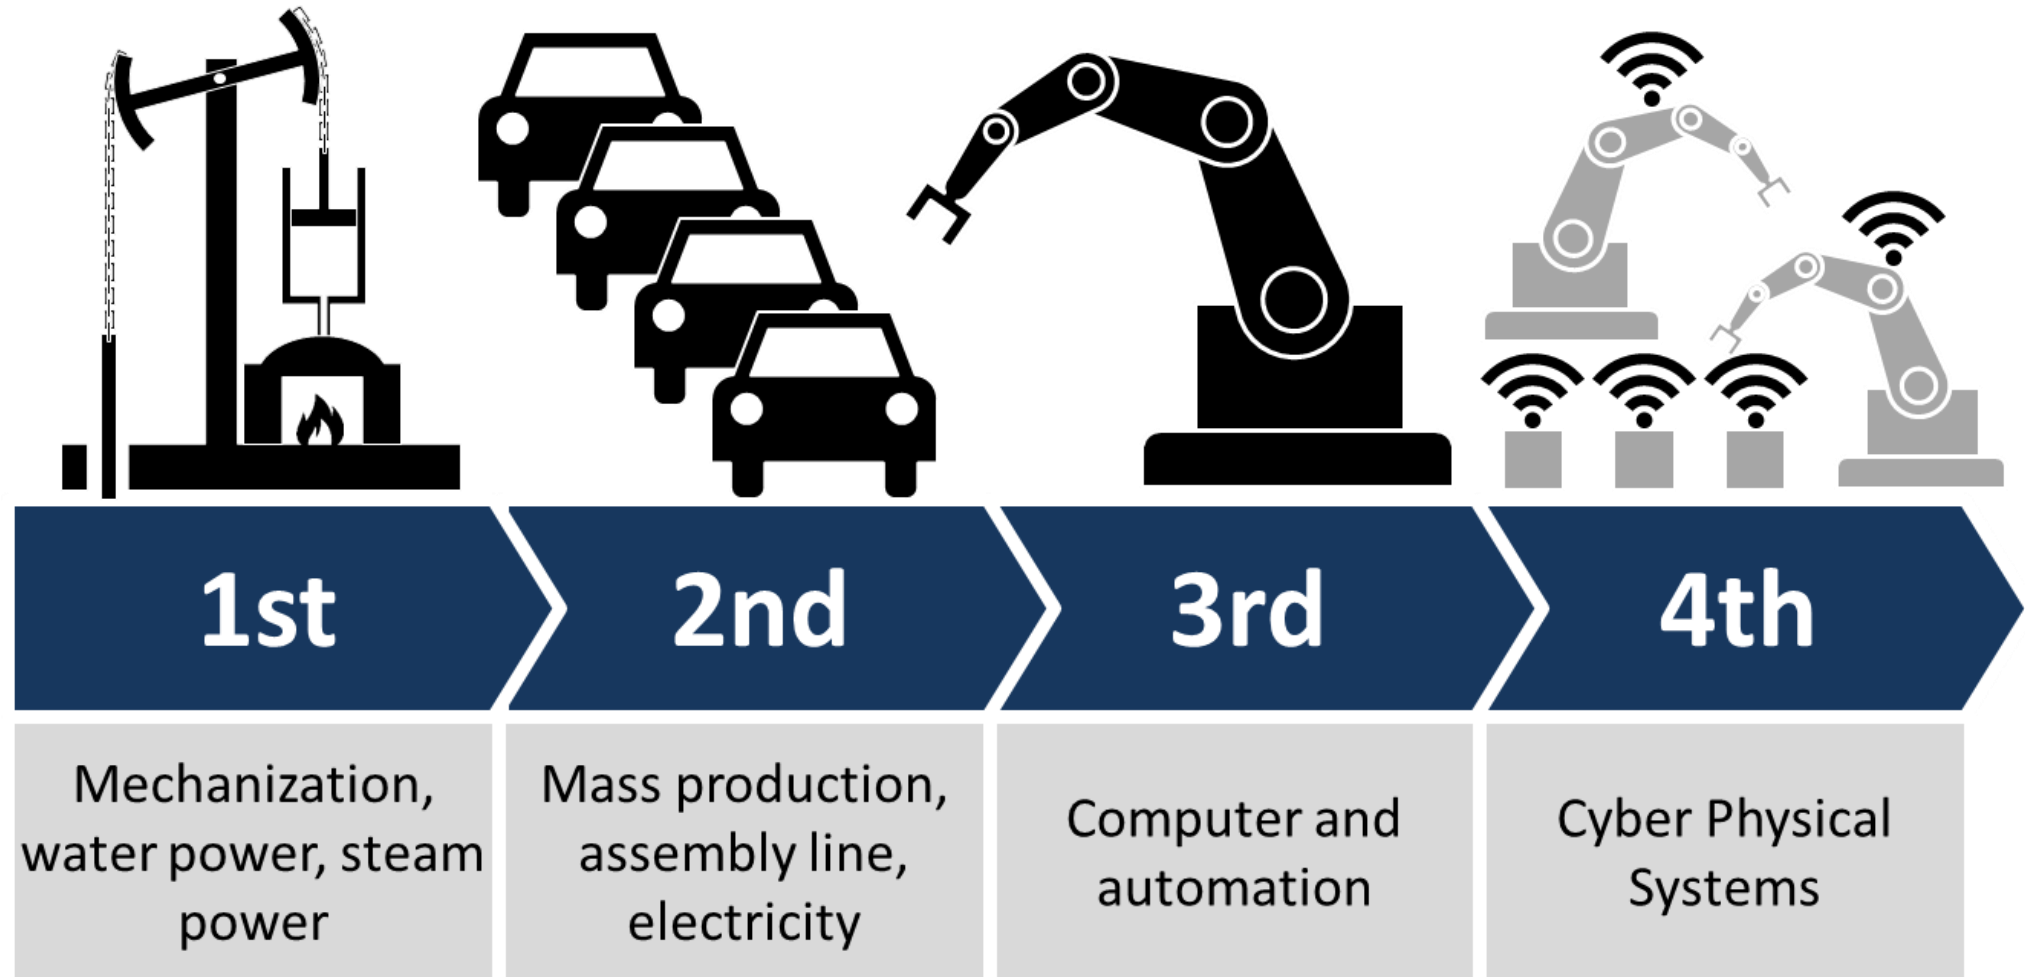 1st
2nd
3rd
4th
Mechanization,
water power, steam
power
Mass production,
assembly line,
electricity
Computer and
automation
Cyber Physical
Systems